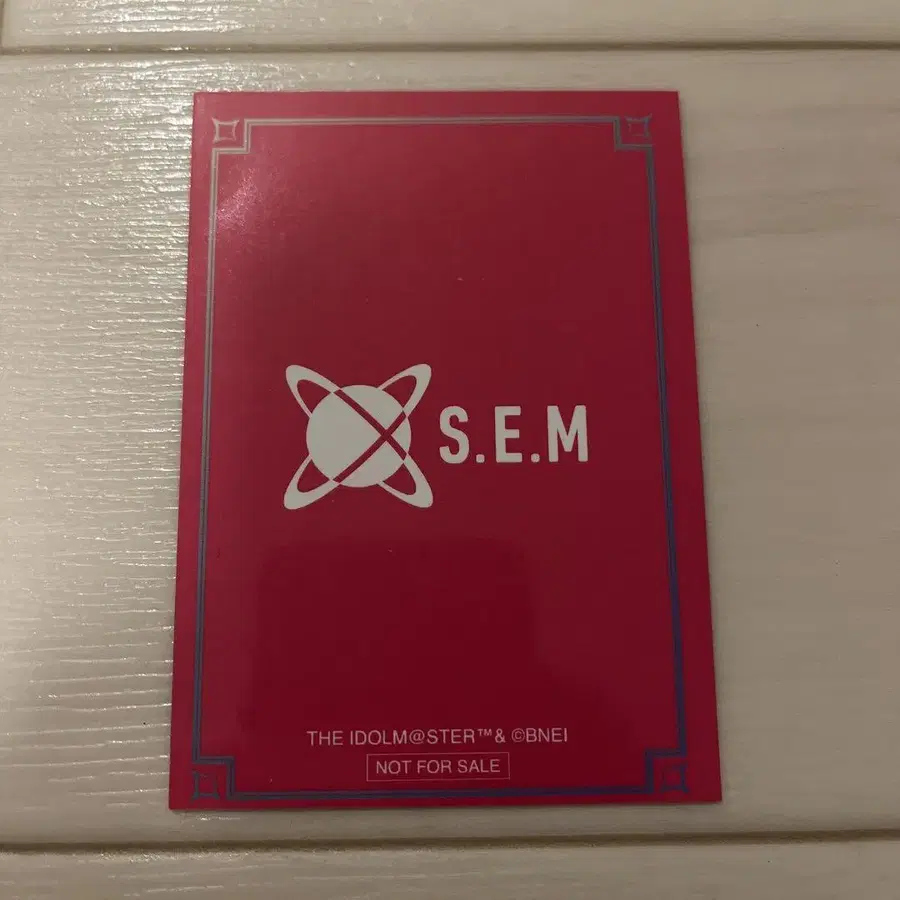 S.E.M
THE IDOLM@STER™& ©BNEI
NOT FOR SALE